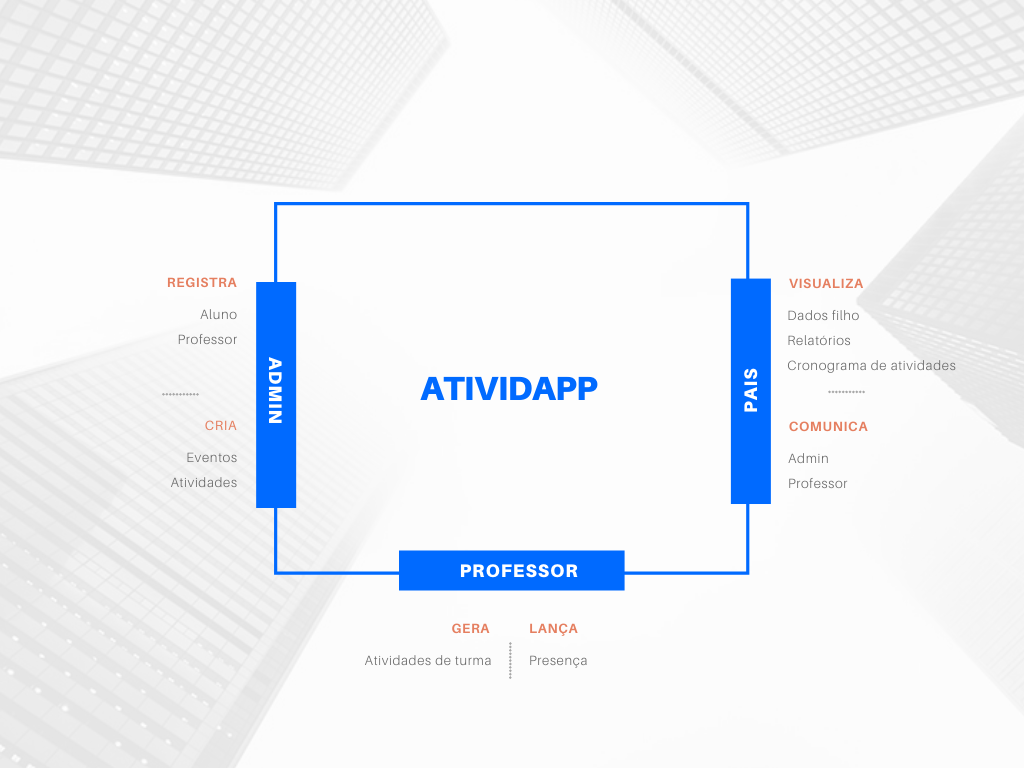 REGISTRA
Aluno
Professor
CRIA
Eventos
Atividades
ADMIN
ATIVIDAPP
PAIS
VISUALIZA
Dados filho
Relatórios
Cronograma de atividades
COMUNICA
Admin
Professor
PROFESSOR
GERA
Atividades de turma
LANÇA
Presença